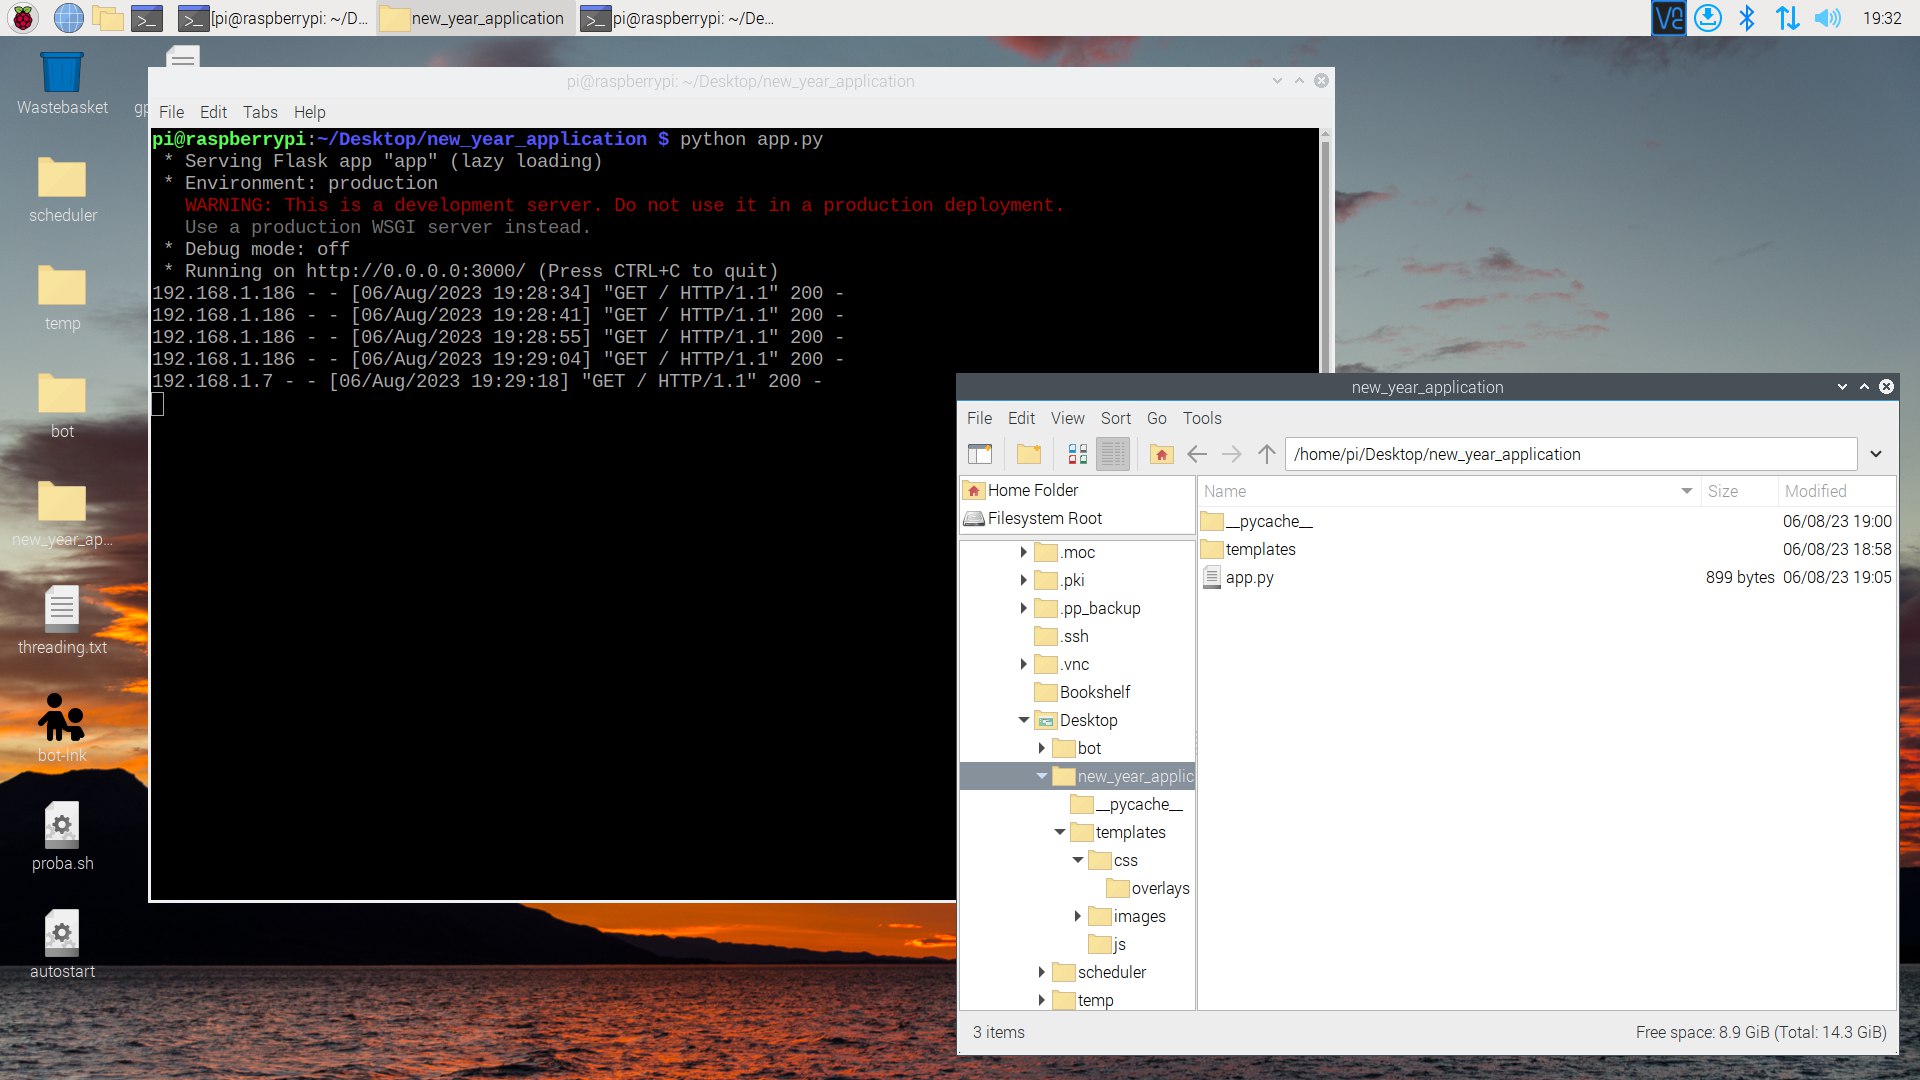 [pi@raspberrypi: ~/D...
new_year_application
pi@raspberrypi: ~/De...
19:32
Wastebasket
gp
scheduler
temp
bot
new_year_ap...
threading.txt
bot-lnk
proba.sh
autostart
pi@raspberrypi: ~/Desktop/new_year_application
File Edit Tabs Help
pi@raspberrypi:~/Desktop/new_year_application $ python app.py
* Serving Flask app "app" (lazy loading)
* Environment: production
WARNING: This is a development server. Do not use it in a production deployment.
Use a production WSGI server instead.
* Debug mode: off
* Running on http://0.0.0.0:3000/ (Press CTRL+C to quit)
192.168.1.186 - - [06/Aug/2023 19:28:34] "GET / HTTP/1.1" 200 -
192.168.1.186 - - [06/Aug/2023 19:28:41] "GET / HTTP/1.1" 200 -
192.168.1.186 - - [06/Aug/2023 19:28:55] "GET / HTTP/1.1" 200 -
192.168.1.186 - - [06/Aug/2023 19:29:04] "GET / HTTP/1.1" 200 -
192.168.1.7 - - [06/Aug/2023 19:29:18] "GET / HTTP/1.1" 200 -
new_year_application
File Edit View Sort Go Tools
/home/pi/Desktop/new_year_application
Home Folder
Filesystem Root
.moc
.pki
.pp_backup
.ssh
.vnc
Bookshelf
Desktop
bot
new_year_applic
__pycache__
templates
css
overlays
images
js
scheduler
temp
Name Size Modified
__pycache__ 06/08/23 19:00
templates 06/08/23 18:58
app.py 899 bytes 06/08/23 19:05
3 items
Free space: 8.9 GiB (Total: 14.3 GiB)